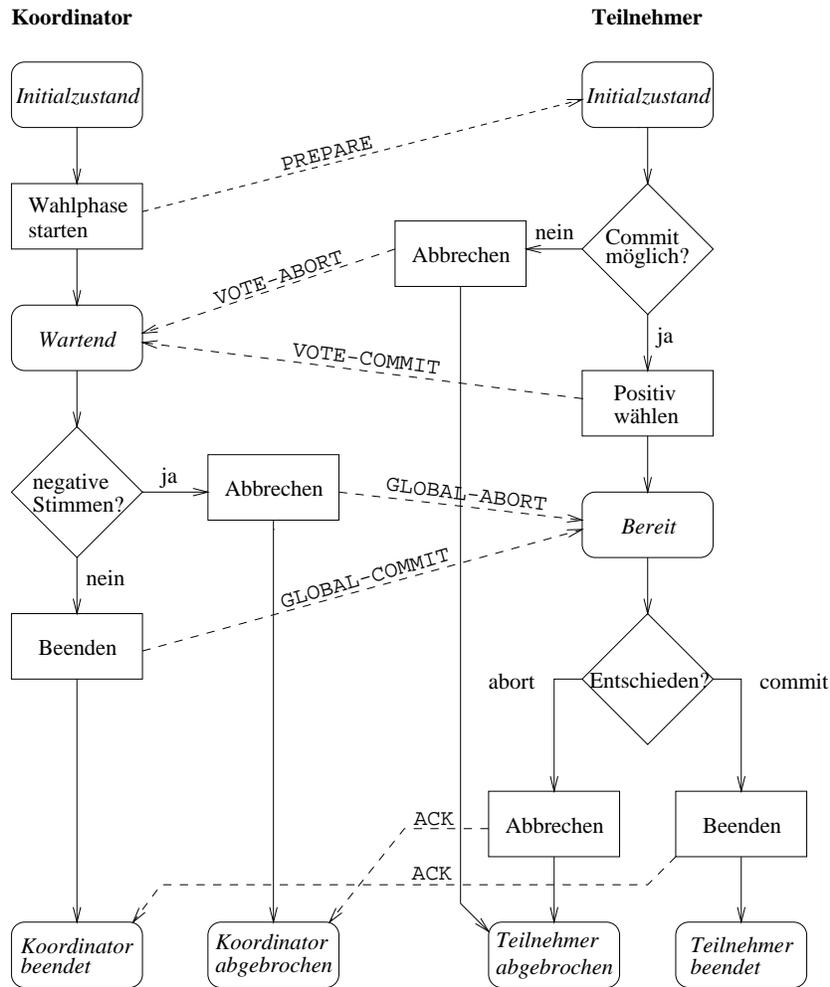 Koordinator
Teilnehmer
Initialzustand
Initialzustand
PREPARE
Wahlphase
starten
Commit
möglich?
nein
Abbrechen
VOTE-ABORT
Wartend
ja
VOTE-COMMIT
Positiv
wählen
negative
Stimmen?
ja
Abbrechen
GLOBAL-ABORT
Bereit
nein
GLOBAL-COMMIT
Beenden
abort
Entschieden?
commit
ACK
Abbrechen
Beenden
ACK
Koordinator
beendet
Koordinator
abgebrochen
Teilnehmer
abgebrochen
Teilnehmer
beendet